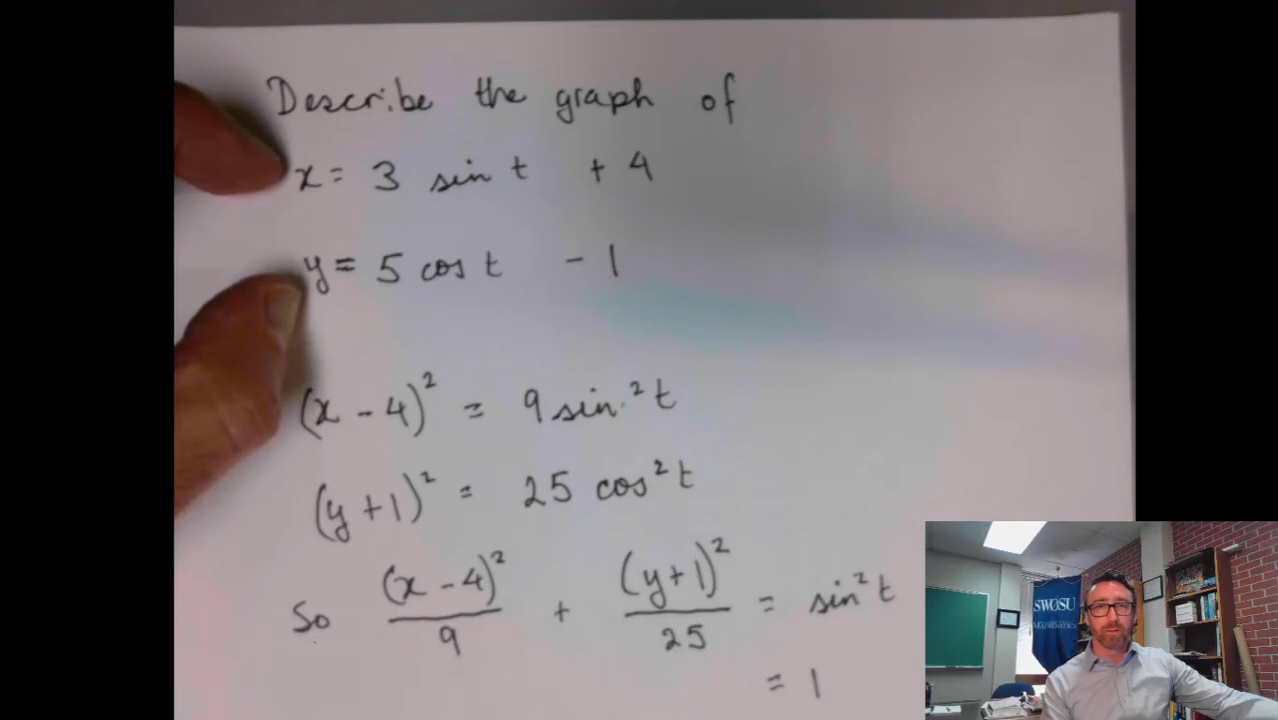 Describe the graph of
x = 3 sin t + 4
y = 5 cos t - 1
(x - 4)² = 9 sin² t
(y + 1)² = 25 cos² t
So (x - 4)²/9 + (y + 1)²/25 = sin² t
= 1
SWOSU
MATHEMATICS